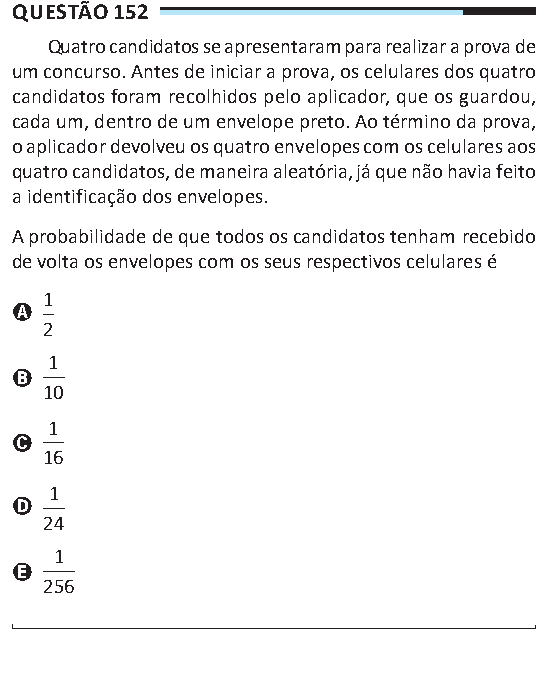 QUESTÃO 152
Quatro candidatos se apresentaram para realizar a prova de
um concurso. Antes de iniciar a prova, os celulares dos quatro
candidatos foram recolhidos pelo aplicador, que os guardou,
cada um, dentro de um envelope preto. Ao término da prova,
o aplicador devolveu os quatro envelopes com os celulares aos
quatro candidatos, de maneira aleatória, já que não havia feito
a identificação dos envelopes.
A probabilidade de que todos os candidatos tenham recebido
de volta os envelopes com os seus respectivos celulares é
A 1/2
B 1/10
C 1/16
D 1/24
E 1/256